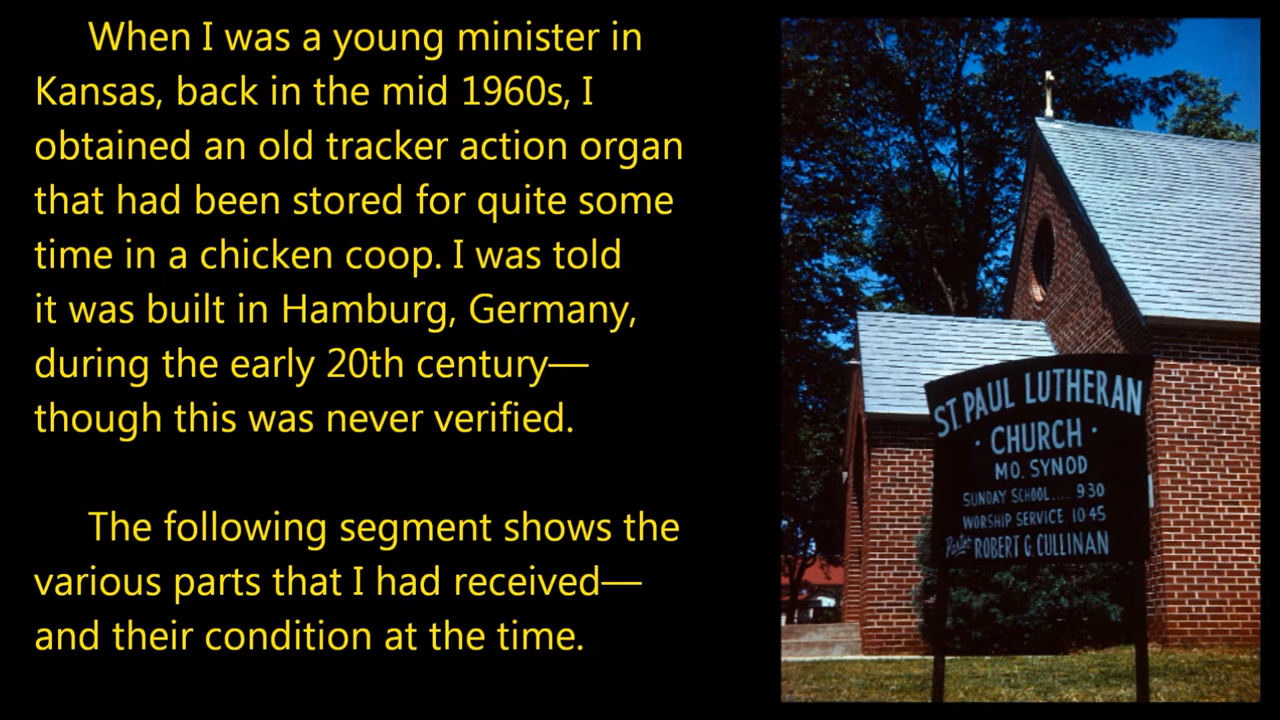 When I was a young minister in
Kansas, back in the mid 1960s, I
obtained an old tracker action organ
that had been stored for quite some
time in a chicken coop. I was told
it was built in Hamburg, Germany,
during the early 20th century—
though this was never verified.
The following segment shows the
various parts that I had received—
and their condition at the time.
ST. PAUL LUTHERAN
· CHURCH ·
MO. SYNOD
SUNDAY SCHOOL.... 9 30
WORSHIP SERVICE 10 45
Pastor ROBERT G. CULLINAN